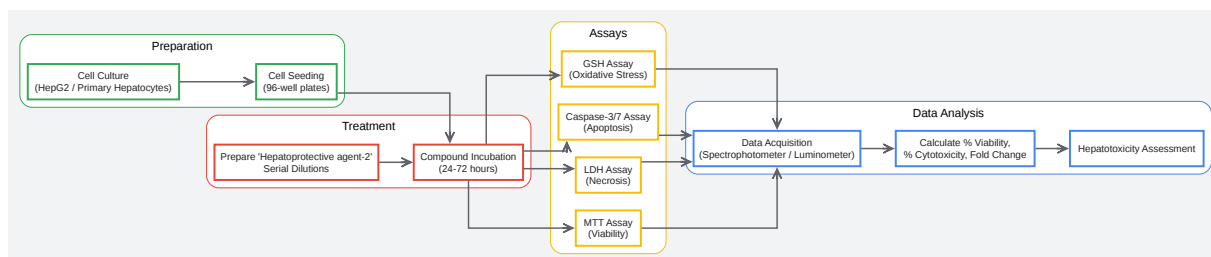 Preparation
Cell Culture
(HepG2 / Primary Hepatocytes)
Cell Seeding
(96-well plates)
Treatment
Prepare 'Hepatoprotective agent-2'
Serial Dilutions
Compound Incubation
(24-72 hours)
Assays
GSH Assay
(Oxidative Stress)
Caspase-3/7 Assay
(Apoptosis)
LDH Assay
(Necrosis)
MTT Assay
(Viability)
Data Analysis
Data Acquisition
(Spectrophotometer / Luminometer)
Calculate % Viability,
% Cytotoxicity, Fold Change
Hepatotoxicity Assessment